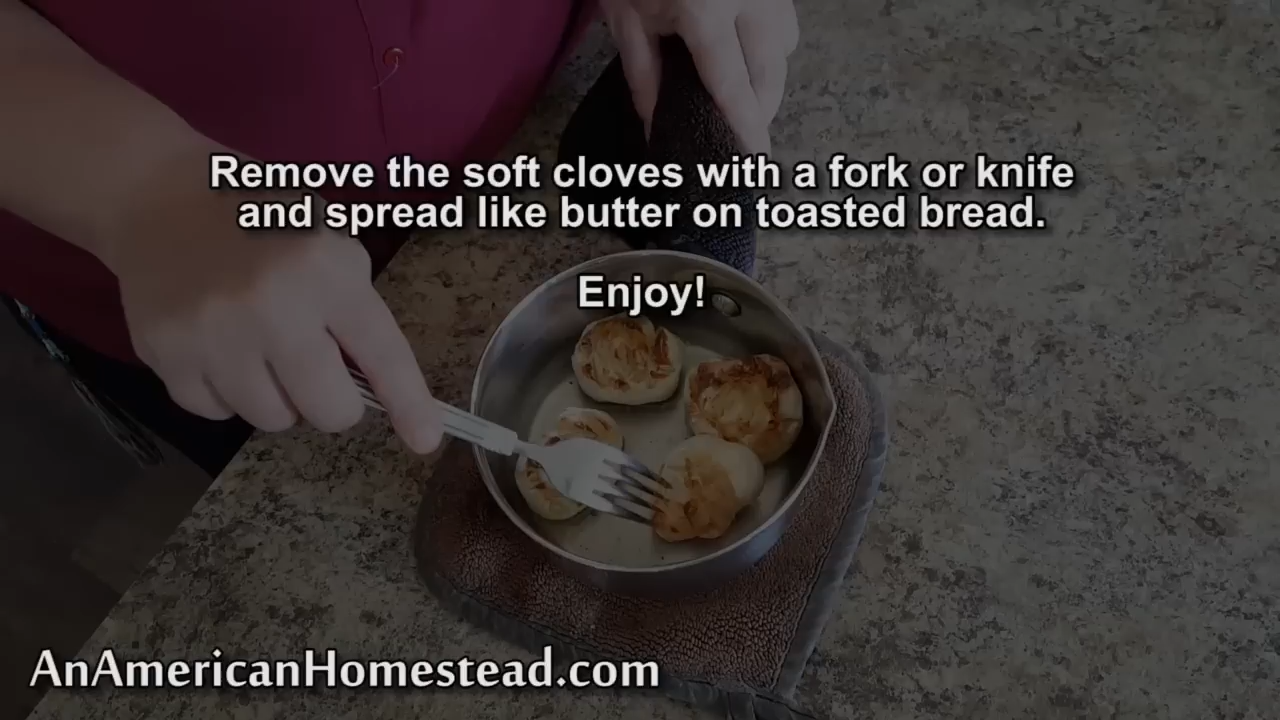 Remove the soft cloves with a fork or knife
and spread like butter on toasted bread.
Enjoy!
AnAmericanHomestead.com